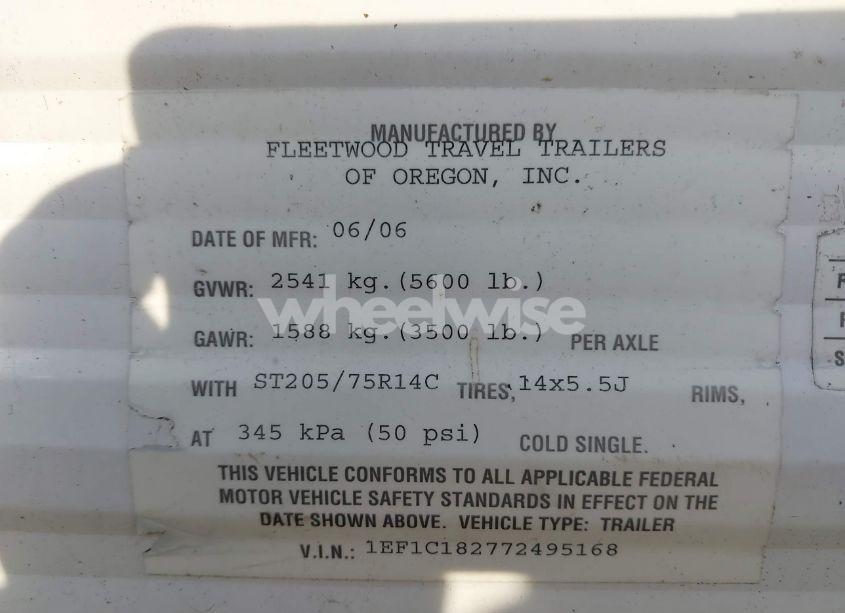 MANUFACTURED BY
FLEETWOOD TRAVEL TRAILERS
OF OREGON, INC.
DATE OF MFR: 06/06
GVWR: 2541 kg.(5600 lb.)
wheelwise
GAWR: 1588 kg.(3500 lb.) PER AXLE
WITH ST205/75R14C TIRES, 14x5.5J RIMS,
AT 345 kPa (50 psi) COLD SINGLE.
THIS VEHICLE CONFORMS TO ALL APPLICABLE FEDERAL
MOTOR VEHICLE SAFETY STANDARDS IN EFFECT ON THE
DATE SHOWN ABOVE. VEHICLE TYPE: TRAILER
V.I.N.: 1EF1C182772495168